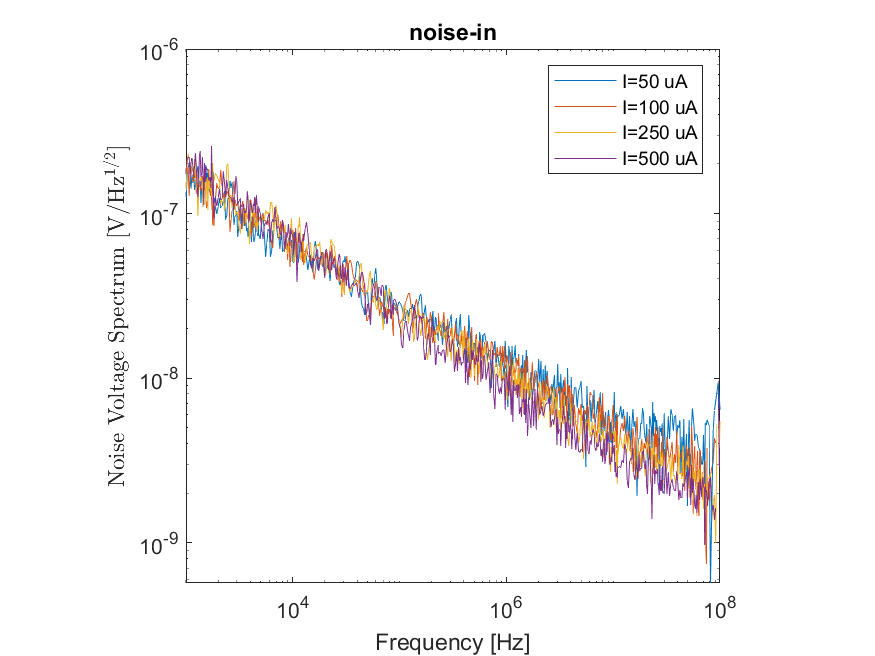 noise-in
10^-6
10^-7
10^-8
10^-9
Noise Voltage Spectrum [V/Hz^1/2]
I=50 uA
I=100 uA
I=250 uA
I=500 uA
10^4
10^6
10^8
Frequency [Hz]